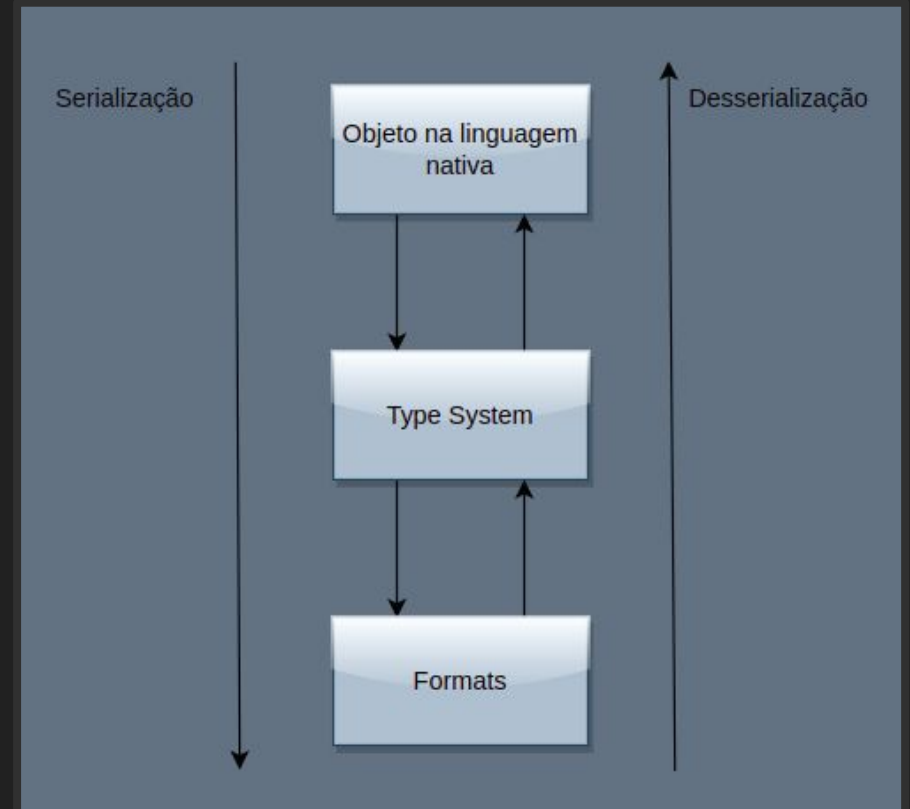 Serialização
Desserialização
Objeto na linguagem
nativa
Type System
Formats